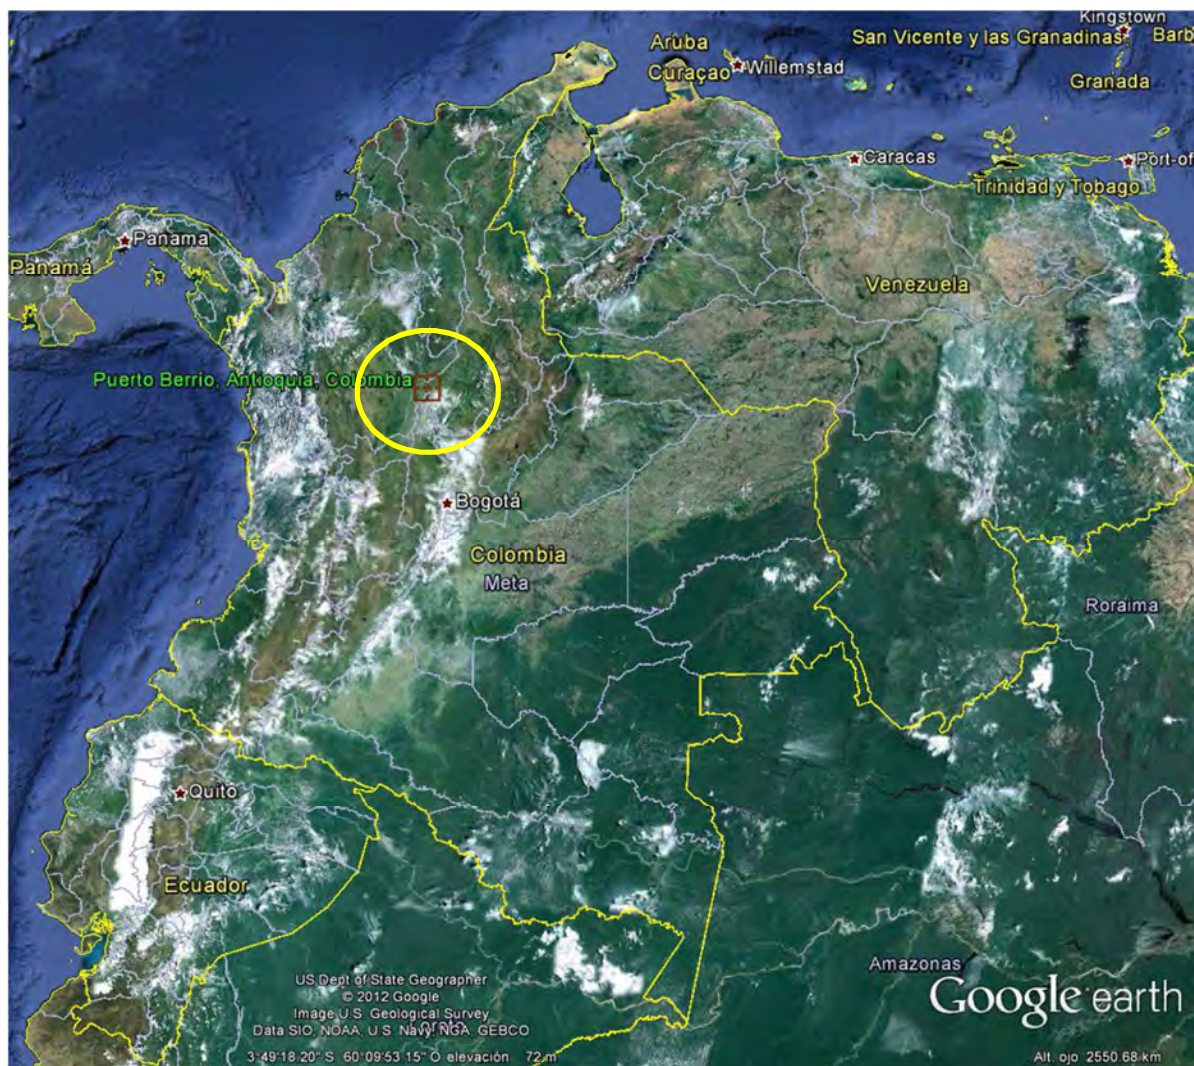 Kingstown
Aruba
San Vicente y las Granadinas
Barb
Curaçao
Willemstad
Granada
Caracas
Port-of
Trinidad y Tobago
Panama
Panamá
Venezuela
Puerto Berrio, Antioquia, Colombia
Bogotá
Colombia
Meta
Roraima
Quito
Ecuador
Amazonas
US Dept of State Geographer
© 2012 Google
Image U.S. Geological Survey
Loreto
Data SIO, NOAA, U.S. Navy, NGA, GEBCO
Google earth
3°49'18.20" S 60°09'53.15" O elevación 72 m
Alt. ojo 2550.68 km